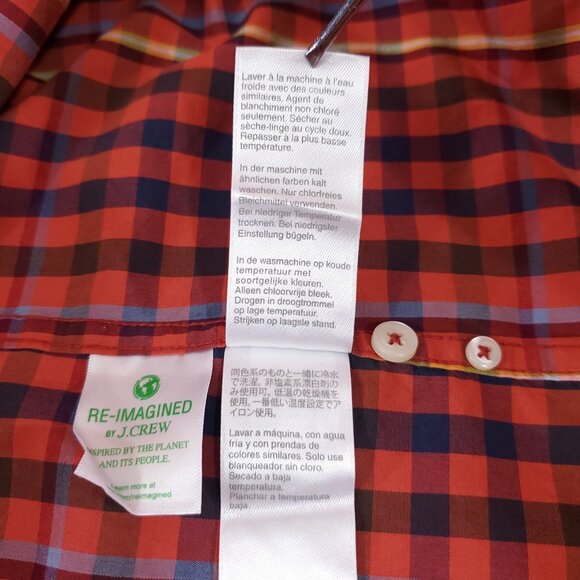 Laver à la machine à l'eau
froide avec des couleurs
similaires. Agent de
blanchiment non chloré
seulement. Sécher au
sèche-linge au cycle doux.
Repasser à la plus basse
température.
In der maschine mit
ähnlichen farben kalt
waschen. Nur chlorfreies
Bleichmittel verwenden.
Bei niedriger Temperatur
trocknen. Bei niedrigster
Einstellung bügeln.
In de wasmachine op koude
temperatuur met
soortgelijke kleuren.
Alleen chloorvrije bleek.
Drogen in droogtrommel
op lage temperatuur.
Strijken op laagste stand.
同色系のものと一緒に冷水
で洗濯。非塩素系漂白剤の
み使用可。低温の乾燥機を
使用。一番低い温度設定でア
イロン使用。
Lavar a máquina, con agua
fria y con prendas de
colores similares. Solo use
blanqueador sin cloro.
Secado a baja
temperatura.
Planchar a temperatura
baja.
RE-IMAGINED
BY J.CREW
INSPIRED BY THE PLANET
AND ITS PEOPLE.
Learn more at
/reimagined